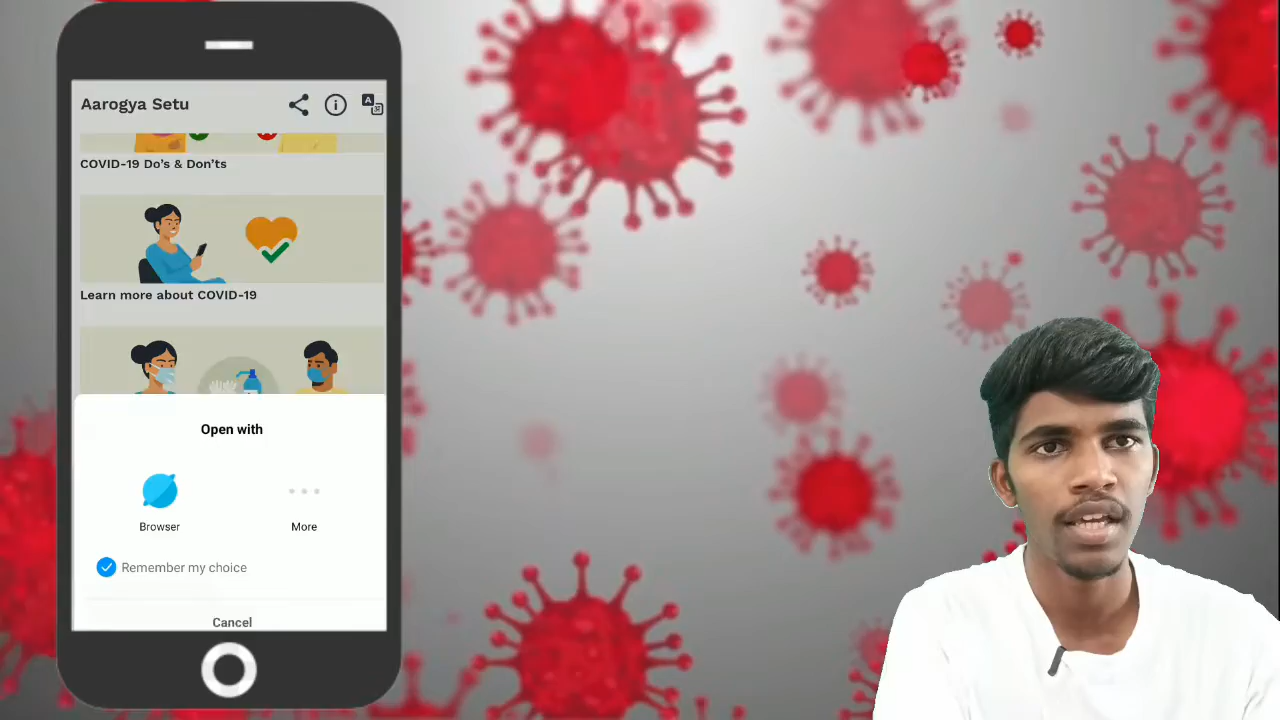 Aarogya Setu
COVID-19 Do’s & Don’ts
Learn more about COVID-19
Open with
Browser
More
Remember my choice
Cancel